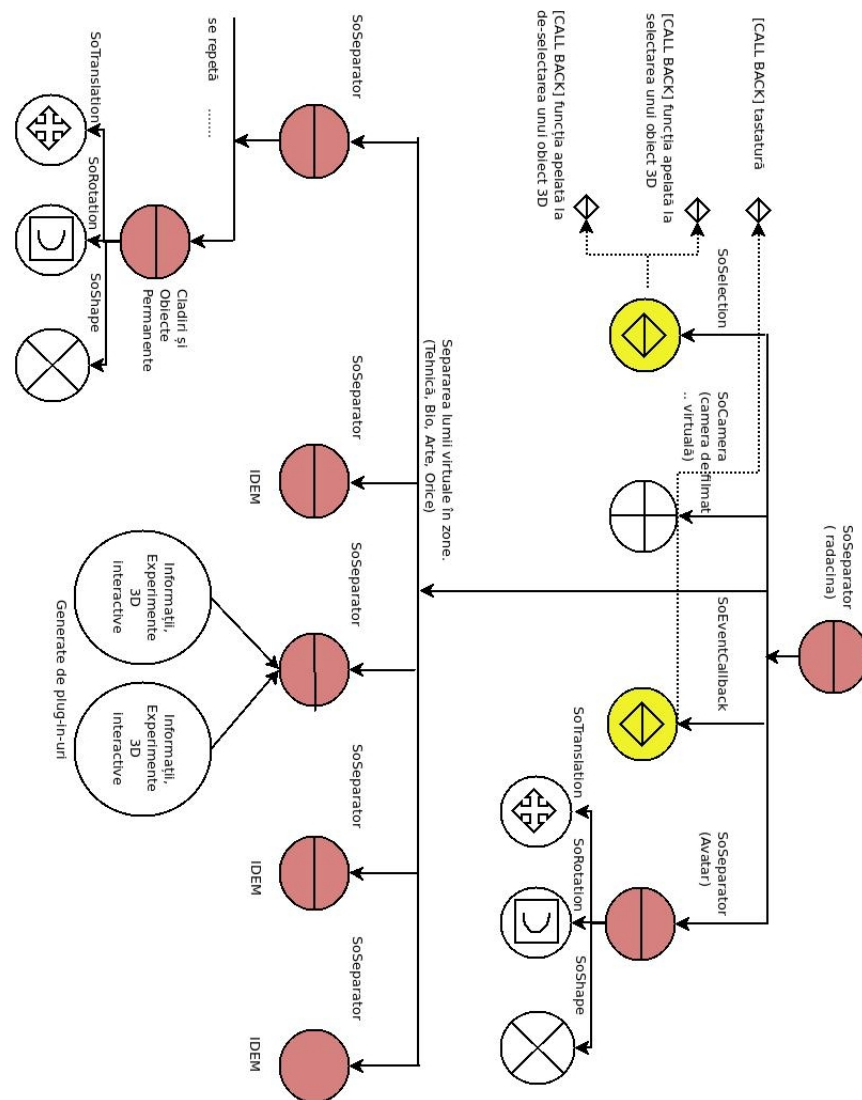 SoSeparator
( radacina)
[CALL BACK] tastatură
[CALL BACK] funcția apelată la
selectarea unui obiect 3D
[CALL BACK] funcția apelată la
de-selectarea unui obiect 3D
SoSelection
SoCamera
(camera de filmat
.. virtuală)
SoEventCallback
SoSeparator
(Avatar)
SoTranslation
SoRotation
SoShape
Separarea lumii virtuale în zone.
(Tehnică, Bio, Arte, Orice)
SoSeparator
SoSeparator
SoSeparator
SoSeparator
SoSeparator
IDEM
IDEM
IDEM
se repetă ........
Cladiri și
Obiecte
Permanente
SoTranslation
SoRotation
SoShape
Informații,
Experimente
3D
interactive
Informații,
Experimente
3D
interactive
Generate de plug-in-uri